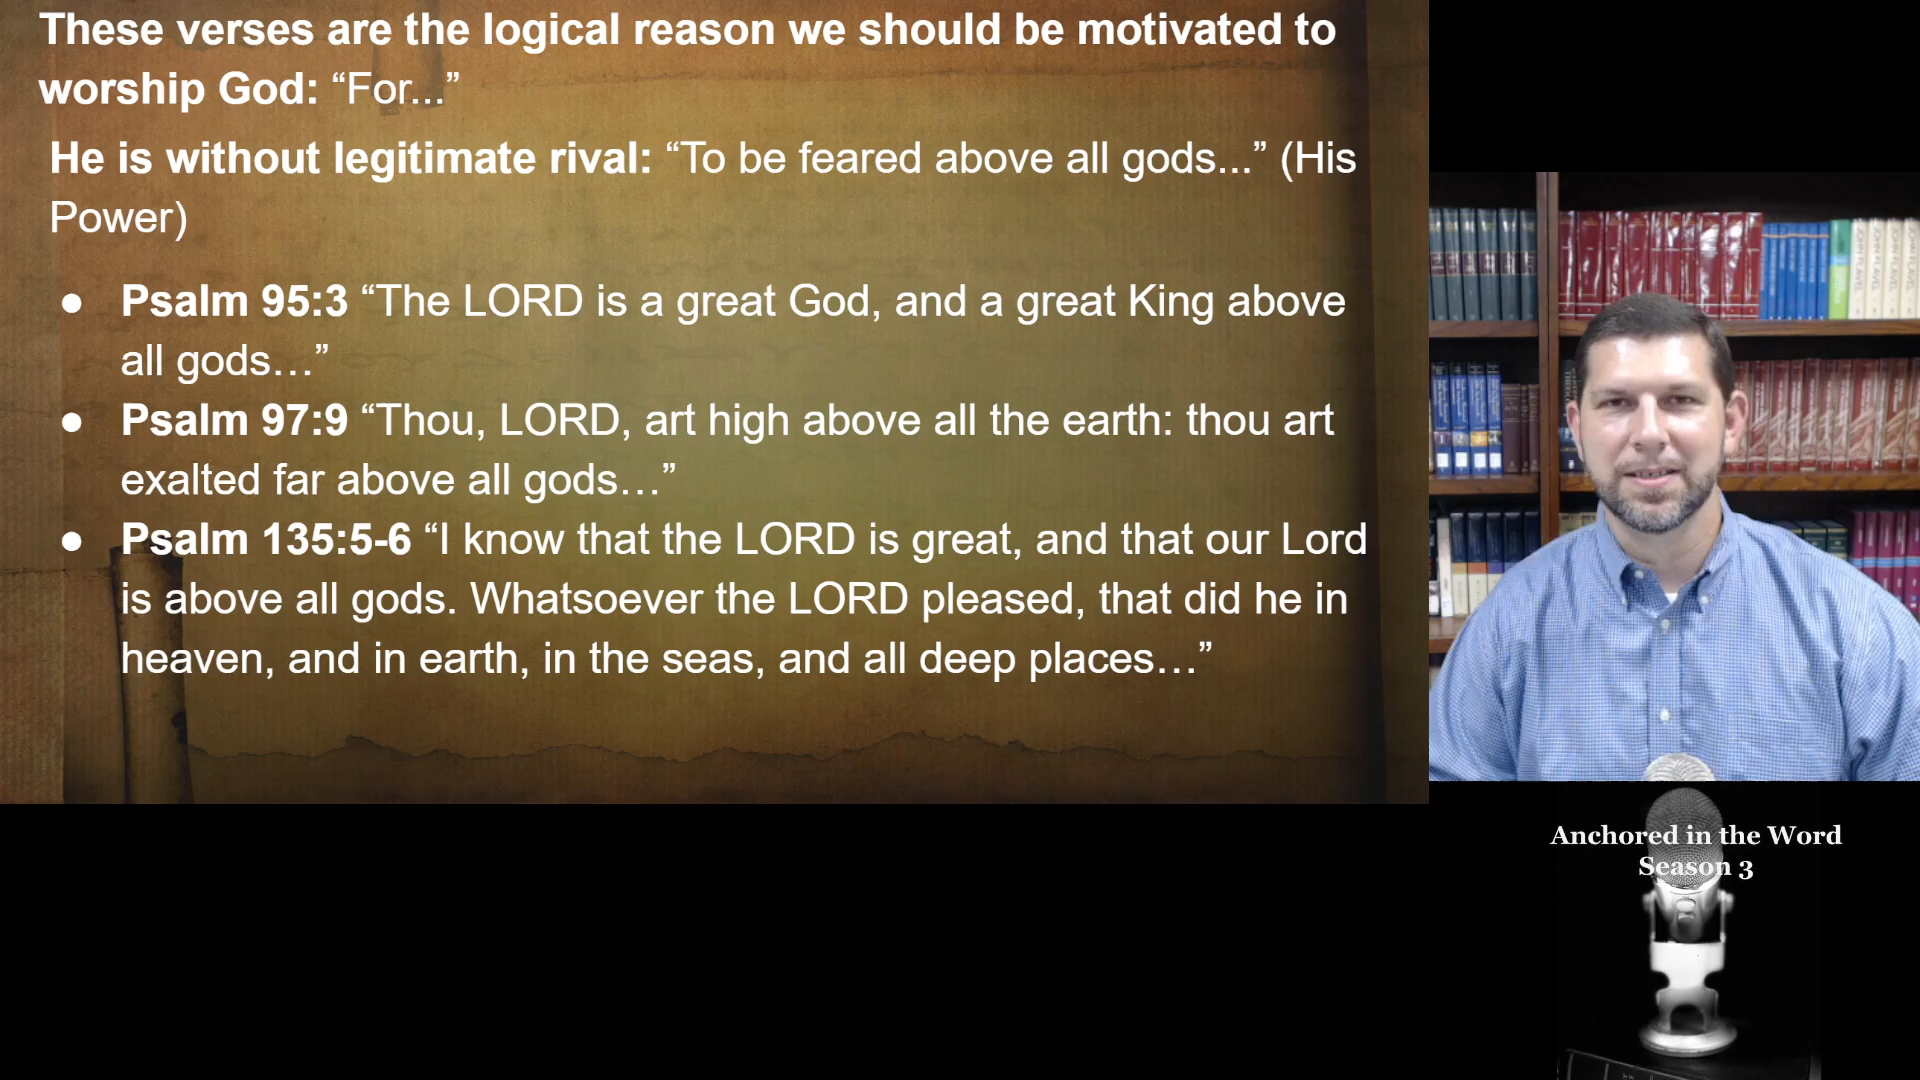 These verses are the logical reason we should be motivated to
worship God: “For...”
He is without legitimate rival: “To be feared above all gods...” (His
Power)
● Psalm 95:3 “The LORD is a great God, and a great King above
all gods…”
● Psalm 97:9 “Thou, LORD, art high above all the earth: thou art
exalted far above all gods…”
● Psalm 135:5-6 “I know that the LORD is great, and that our Lord
is above all gods. Whatsoever the LORD pleased, that did he in
heaven, and in earth, in the seas, and all deep places…”
Anchored in the Word
Season 3